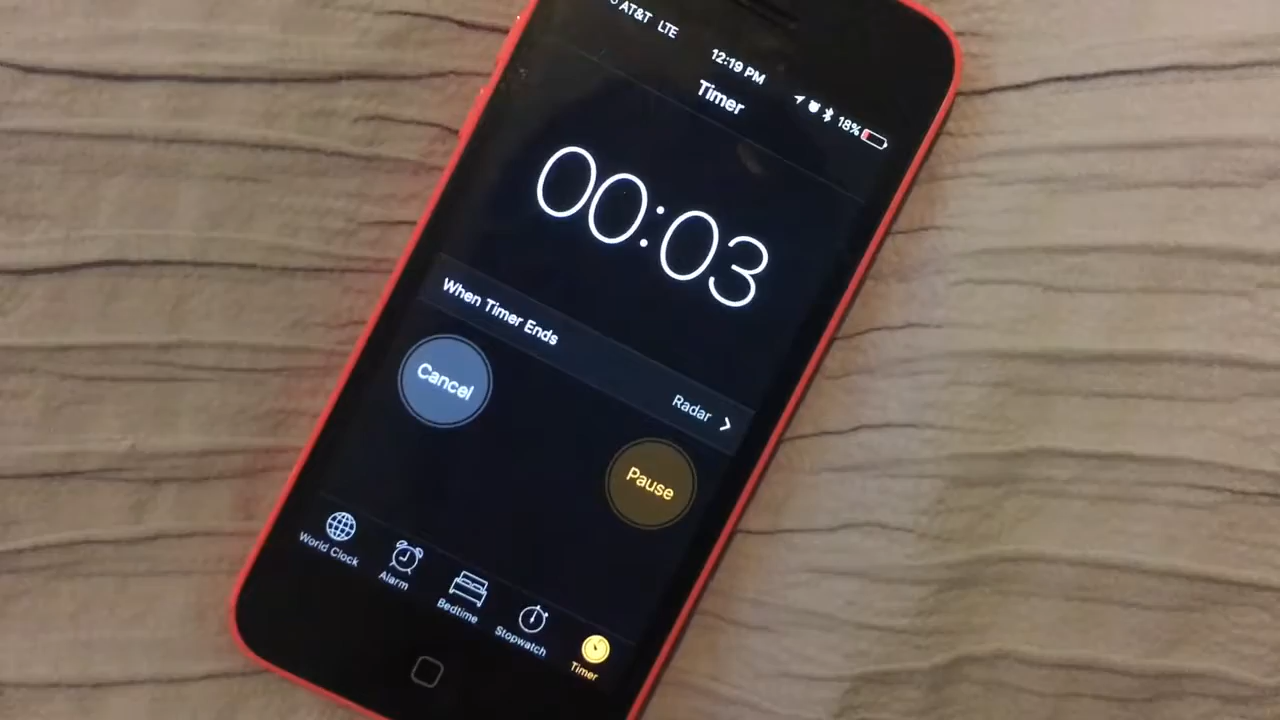 AT&T LTE
12:19 PM
18%
Timer
00:03
When Timer Ends
Radar
Cancel
Pause
World Clock
Alarm
Bedtime
Stopwatch
Timer